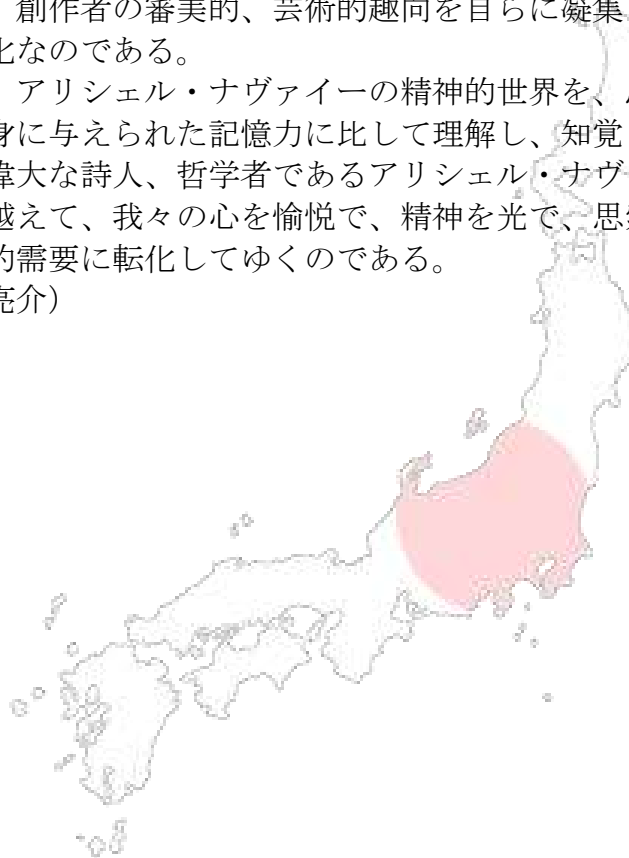 創作者の審美的、芸術的趣向を自らに凝集
化なのである。
アリシェル・ナヴァイーの精神的世界を、
身に与えられた記憶力に比して理解し、知覚
偉大な詩人、哲学者であるアリシェル・ナヴ
越えて、我々の心を愉悦で、精神を光で、思
的需要に転化してゆくのである。
亮介）